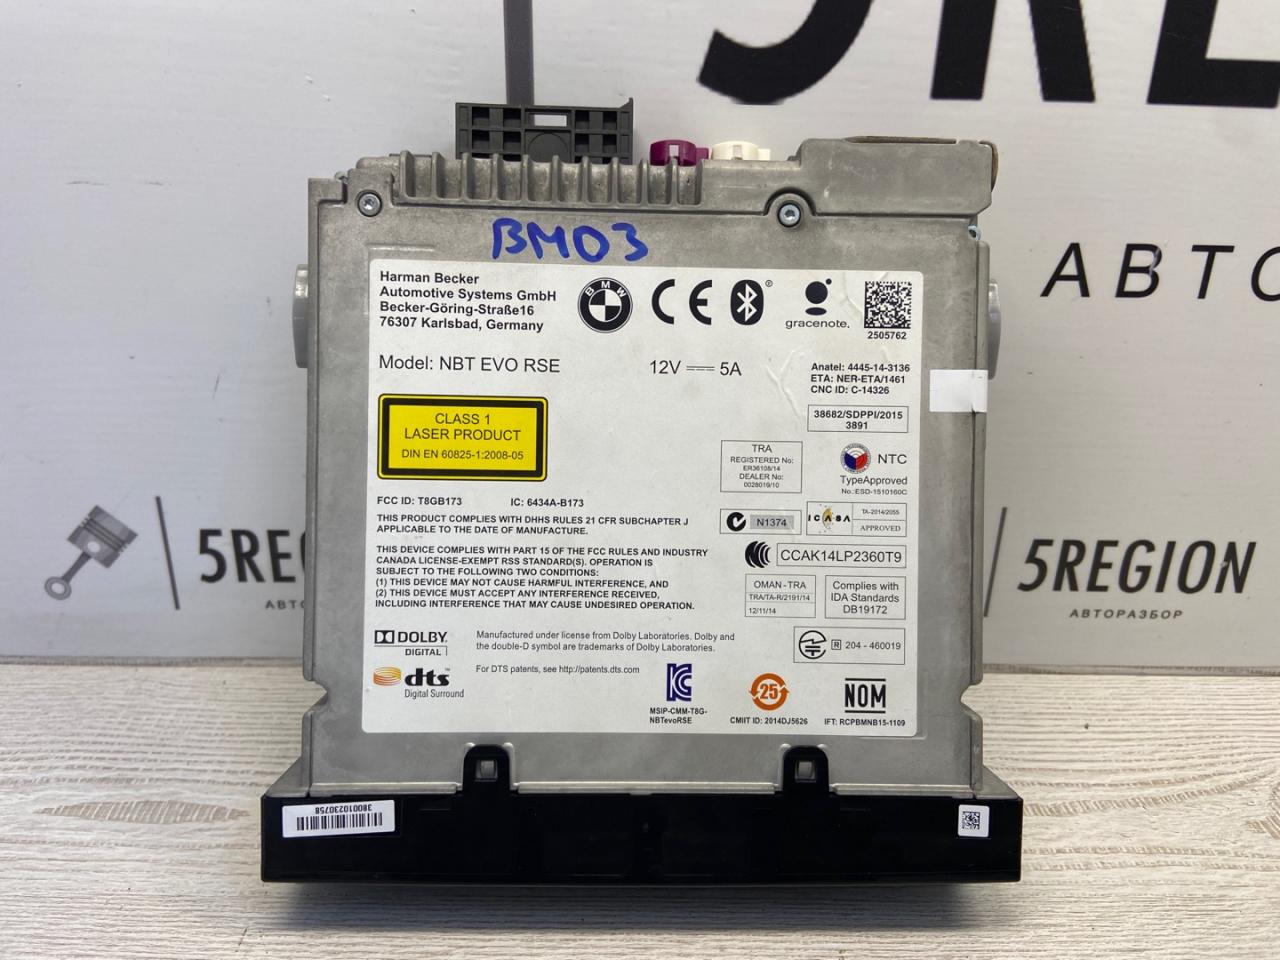 5RE
АВТО
BM03
Harman Becker
Automotive Systems GmbH
Becker-Göring-Straße16
76307 Karlsbad, Germany
BMW
CE
gracenote.
2505762
Model: NBT EVO RSE
12V 5A
Anatel: 4445-14-3136
ETA: NER-ETA/1461
CNC ID: C-14326
38682/SDPPI/2015
3891
CLASS 1
LASER PRODUCT
DIN EN 60825-1:2008-05
TRA
REGISTERED No:
ER36108/14
DEALER No:
0028019/10
NTC
TypeApproved
No.:ESD-1510160C
FCC ID: T8GB173
IC: 6434A-B173
THIS PRODUCT COMPLIES WITH DHHS RULES 21 CFR SUBCHAPTER J
APPLICABLE TO THE DATE OF MANUFACTURE.
N1374
ICASA
TA-2014/2055
APPROVED
THIS DEVICE COMPLIES WITH PART 15 OF THE FCC RULES AND INDUSTRY
CANADA LICENSE-EXEMPT RSS STANDARD(S). OPERATION IS
SUBJECT TO THE FOLLOWING TWO CONDITIONS:
(1) THIS DEVICE MAY NOT CAUSE HARMFUL INTERFERENCE, AND
(2) THIS DEVICE MUST ACCEPT ANY INTERFERENCE RECEIVED,
INCLUDING INTERFERENCE THAT MAY CAUSE UNDESIRED OPERATION.
CCAK14LP2360T9
OMAN - TRA
TRA/TA-R/2191/14
12/11/14
Complies with
IDA Standards
DB19172
DOLBY
DIGITAL
Manufactured under license from Dolby Laboratories. Dolby and
the double-D symbol are trademarks of Dolby Laboratories.
R 204 - 460019
dts
Digital Surround
For DTS patents, see http://patents.dts.com
MSIP-CMM-T8G-
NBTevoRSE
25
CMIIT ID: 2014DJ5626
NOM
IFT: RCPBMNB15-1109
380010230758
5REG
АВТО
5REGION
АВТОРАЗБОР